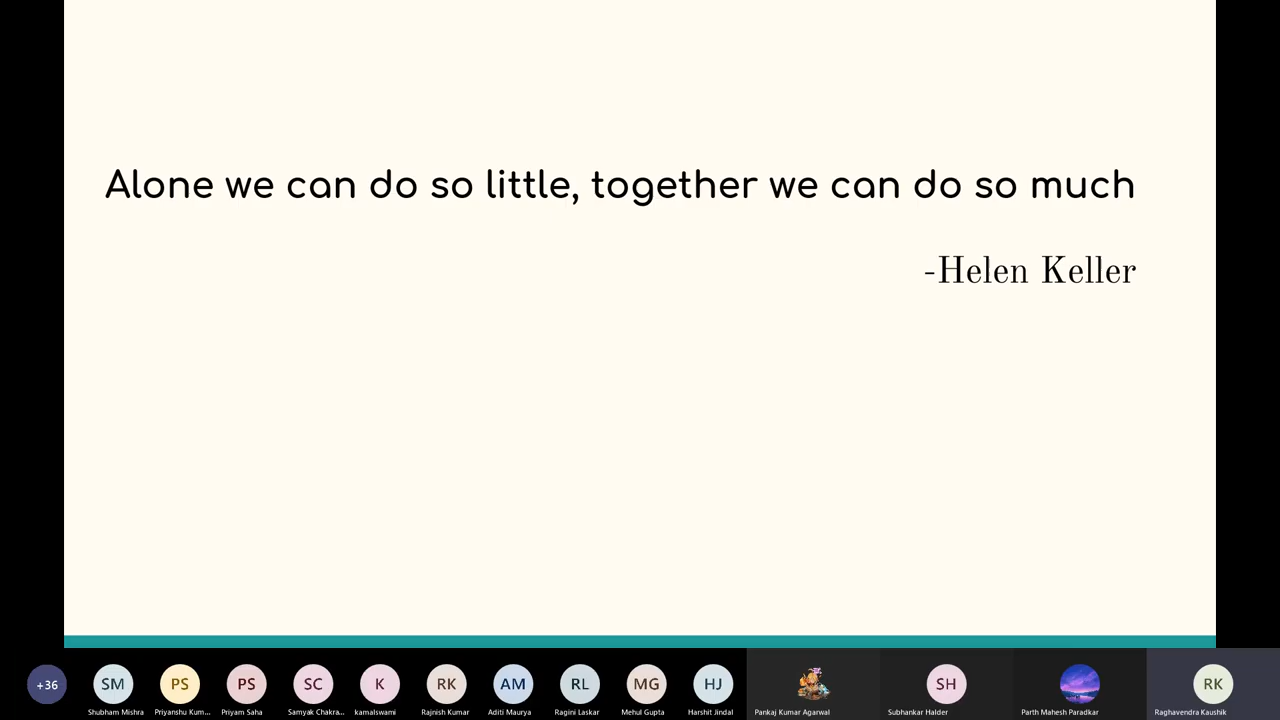 Alone we can do so little, together we can do so much
-Helen Keller
+36
SM
PS
PS
SC
K
RK
AM
RL
MG
HJ
SH
RK
Shubham Mishra
Priyanshu Kum...
Priyam Saha
Samyak Chakra...
kamalswami
Rajnish Kumar
Aditi Maurya
Ragini Laskar
Mehul Gupta
Harshit Jindal
Pankaj Kumar Agarwal
Subhankar Halder
Parth Mahesh Paradkar
Raghavendra Kaushik